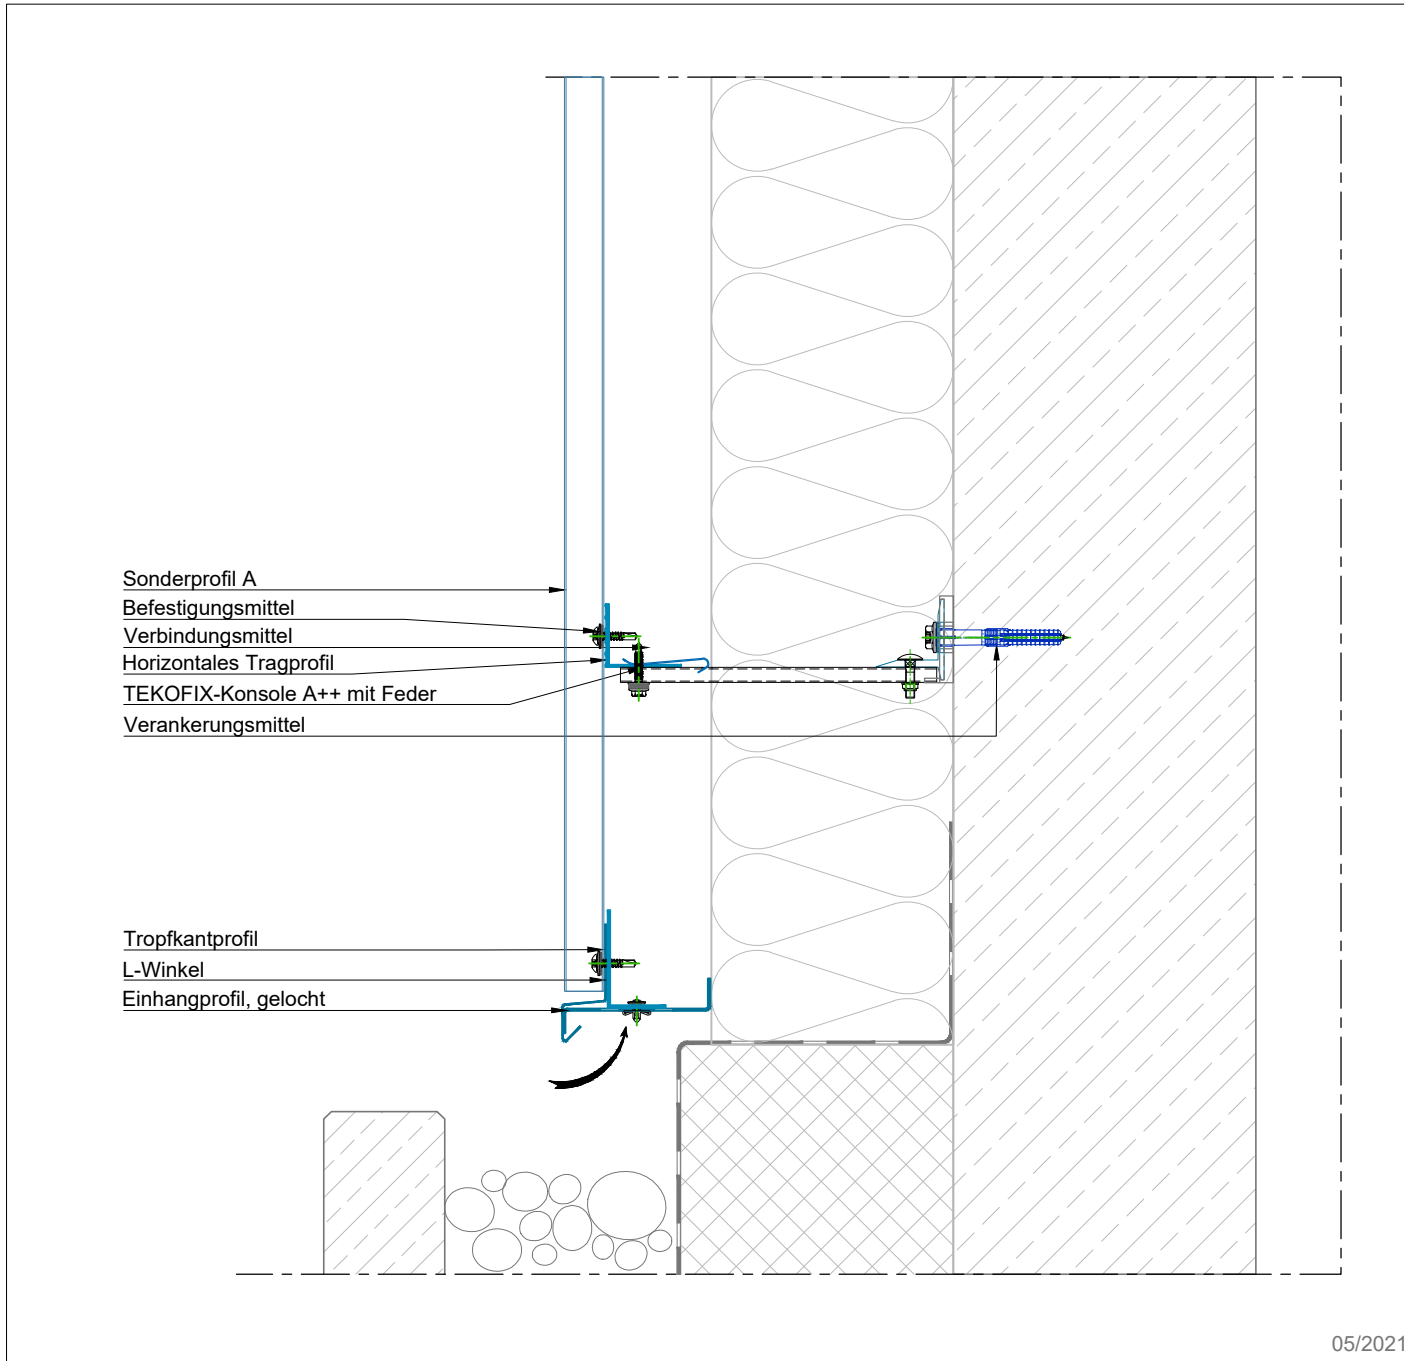 Sonderprofil A
Befestigungsmittel
Verbindungsmittel
Horizontales Tragprofil
TEKOFIX-Konsole A++ mit Feder
Verankerungsmittel
Tropfkantprofil
L-Winkel
Einhangprofil, gelocht
05/2021